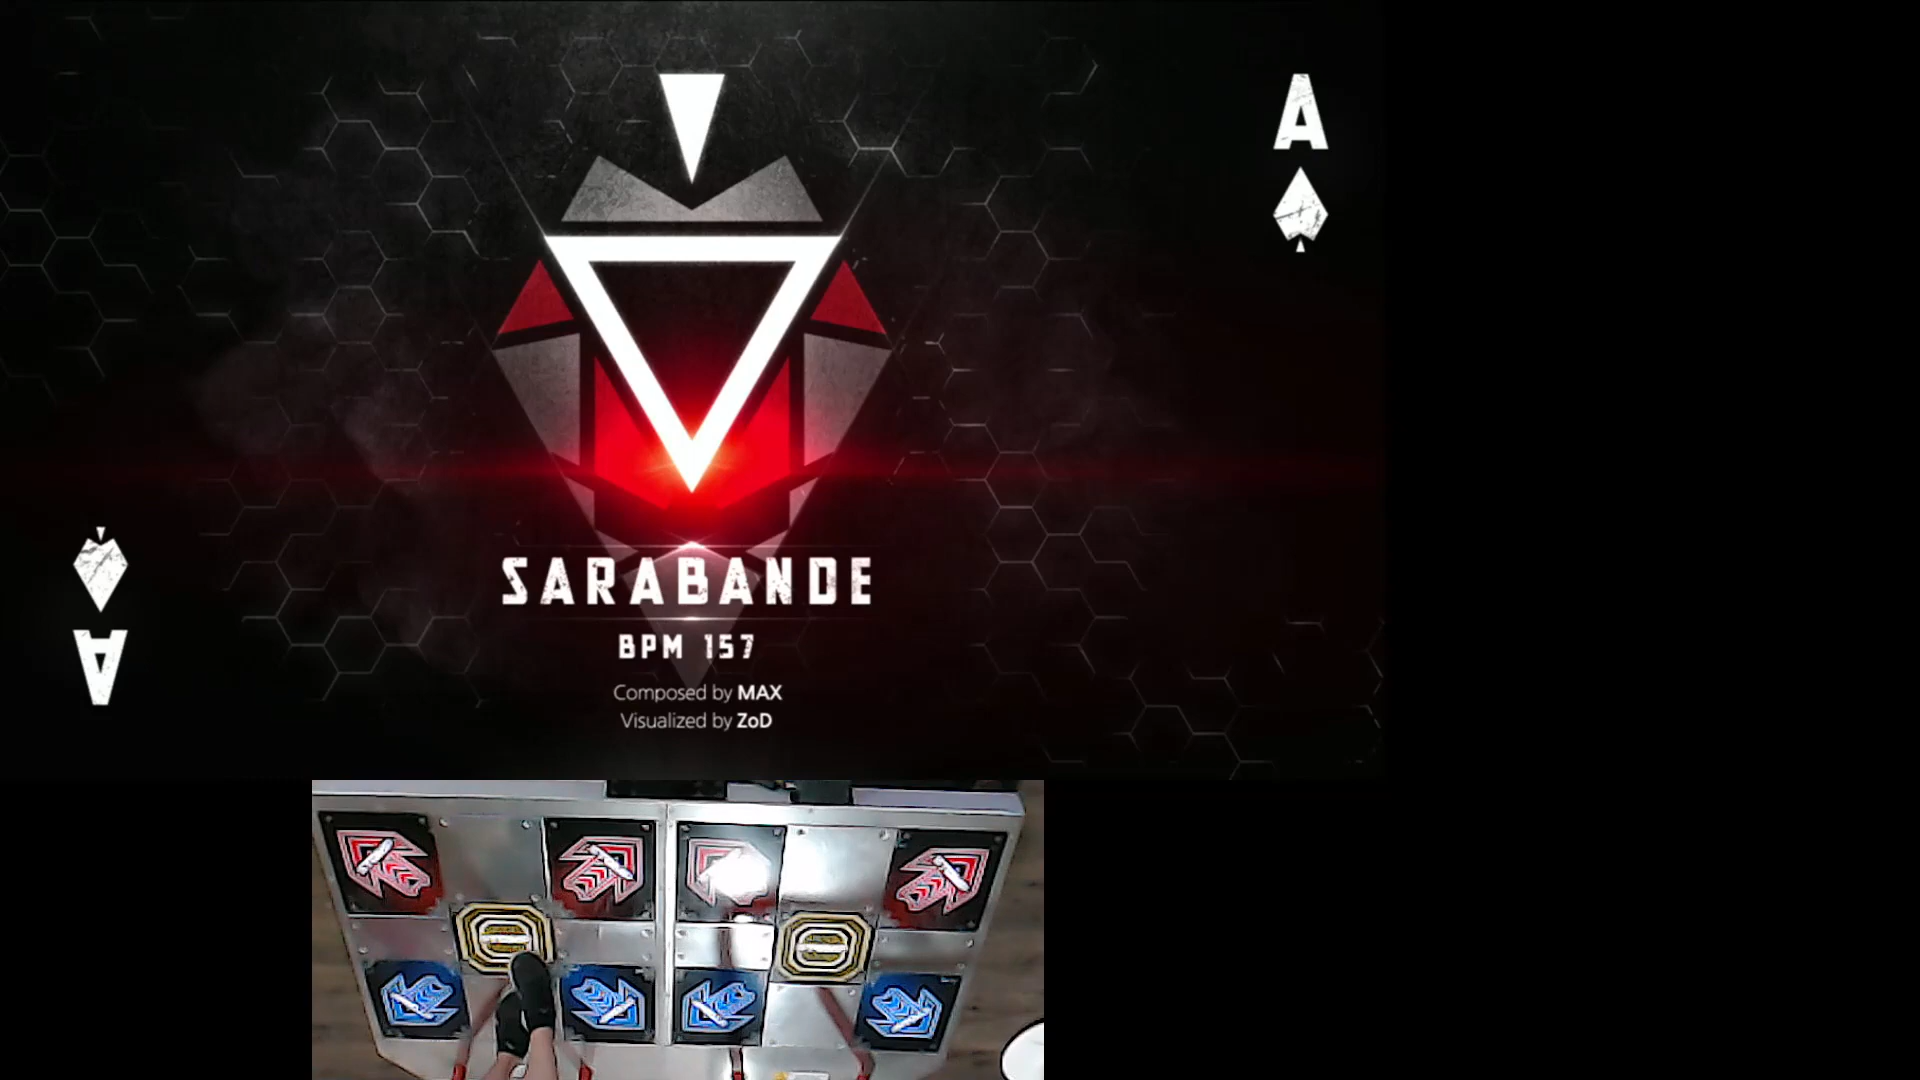 A
SARABANDE
BPM 157
Composed by MAX
Visualized by ZoD
A